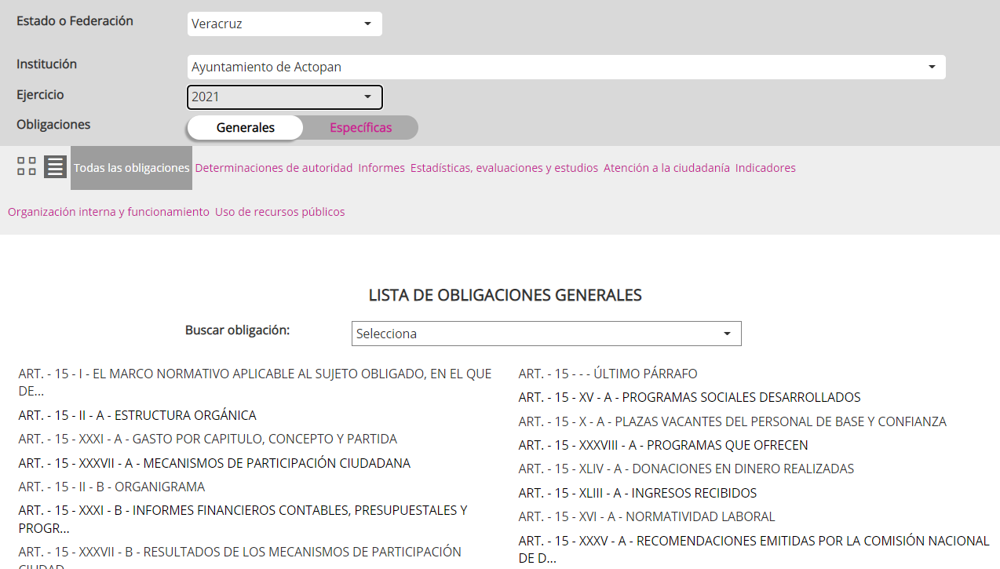 Estado o Federación
Veracruz
Institución
Ayuntamiento de Actopan
Ejercicio
2021
Obligaciones
Generales
Específicas
Todas las obligaciones Determinaciones de autoridad Informes Estadísticas, evaluaciones y estudios Atención a la ciudadanía Indicadores
Organización interna y funcionamiento Uso de recursos públicos
LISTA DE OBLIGACIONES GENERALES
Buscar obligación:
Selecciona
ART. - 15 - I - EL MARCO NORMATIVO APLICABLE AL SUJETO OBLIGADO, EN EL QUE
DE...
ART. - 15 - II - A - ESTRUCTURA ORGÁNICA
ART. - 15 - XXXI - A - GASTO POR CAPITULO, CONCEPTO Y PARTIDA
ART. - 15 - XXXVII - A - MECANISMOS DE PARTICIPACIÓN CIUDADANA
ART. - 15 - II - B - ORGANIGRAMA
ART. - 15 - XXXI - B - INFORMES FINANCIEROS CONTABLES, PRESUPUESTALES Y
PROGR...
ART. - 15 - XXXVII - B - RESULTADOS DE LOS MECANISMOS DE PARTICIPACIÓN
CIUDAD...
ART. - 15 - - - ÚLTIMO PÁRRAFO
ART. - 15 - XV - A - PROGRAMAS SOCIALES DESARROLLADOS
ART. - 15 - X - A - PLAZAS VACANTES DEL PERSONAL DE BASE Y CONFIANZA
ART. - 15 - XXXVIII - A - PROGRAMAS QUE OFRECEN
ART. - 15 - XLIV - A - DONACIONES EN DINERO REALIZADAS
ART. - 15 - XLIII - A - INGRESOS RECIBIDOS
ART. - 15 - XVI - A - NORMATIVIDAD LABORAL
ART. - 15 - XXXV - A - RECOMENDACIONES EMITIDAS POR LA COMISIÓN NACIONAL
DE D...